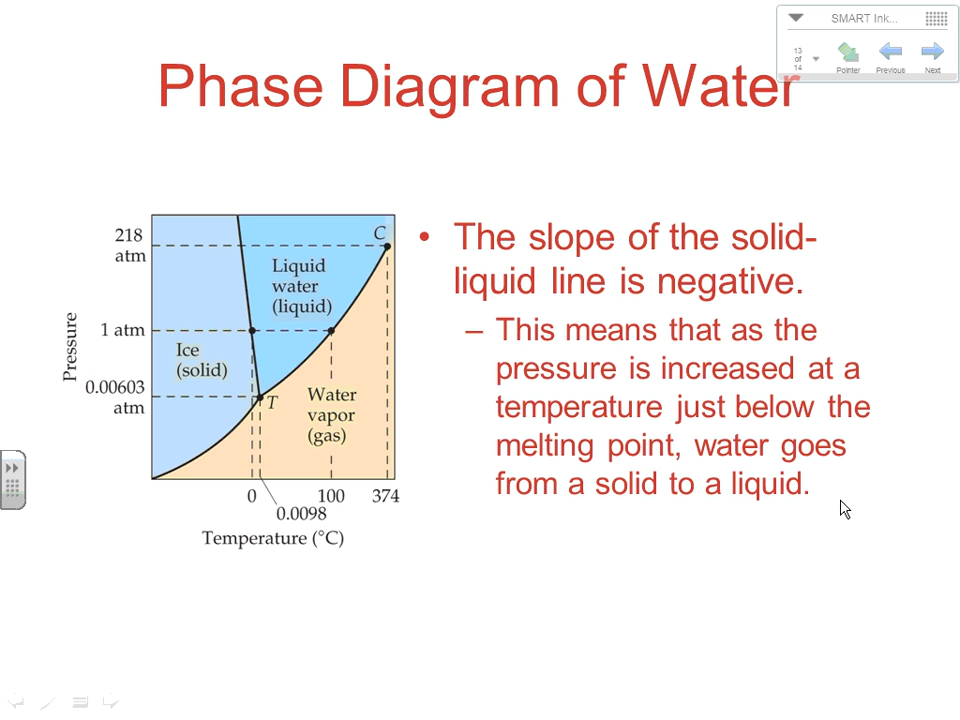 SMART Ink...
13
of
14
Pointer
Previous
Next
Phase Diagram of Water
218
atm
1 atm
0.00603
atm
Pressure
C
Liquid
water
(liquid)
Ice
(solid)
T
Water
vapor
(gas)
0
100
374
0.0098
Temperature (°C)
• The slope of the solid-
liquid line is negative.
– This means that as the
pressure is increased at a
temperature just below the
melting point, water goes
from a solid to a liquid.